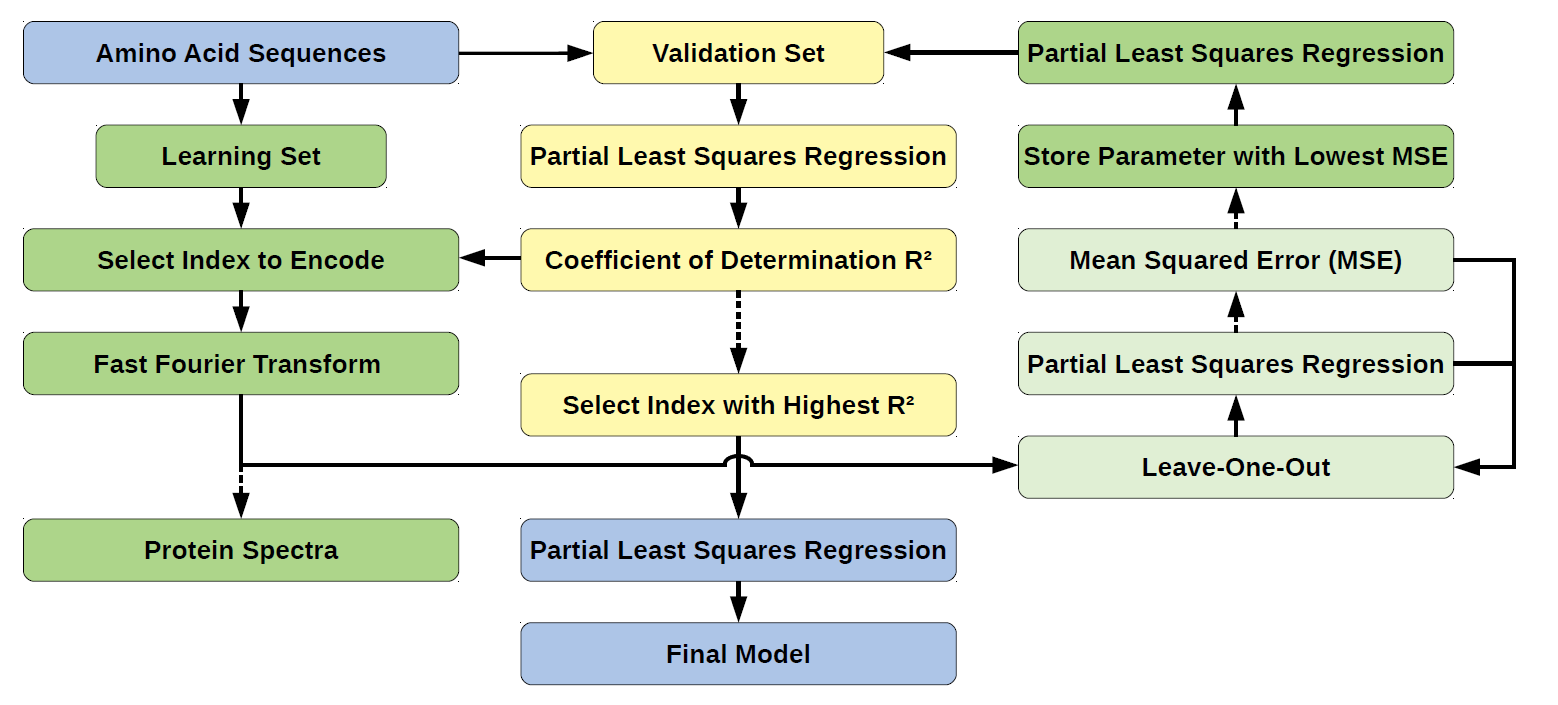 Amino Acid Sequences
Validation Set
Partial Least Squares Regression
Learning Set
Partial Least Squares Regression
Store Parameter with Lowest MSE
Select Index to Encode
Coefficient of Determination R²
Mean Squared Error (MSE)
Fast Fourier Transform
Partial Least Squares Regression
Select Index with Highest R²
Leave-One-Out
Protein Spectra
Partial Least Squares Regression
Final Model